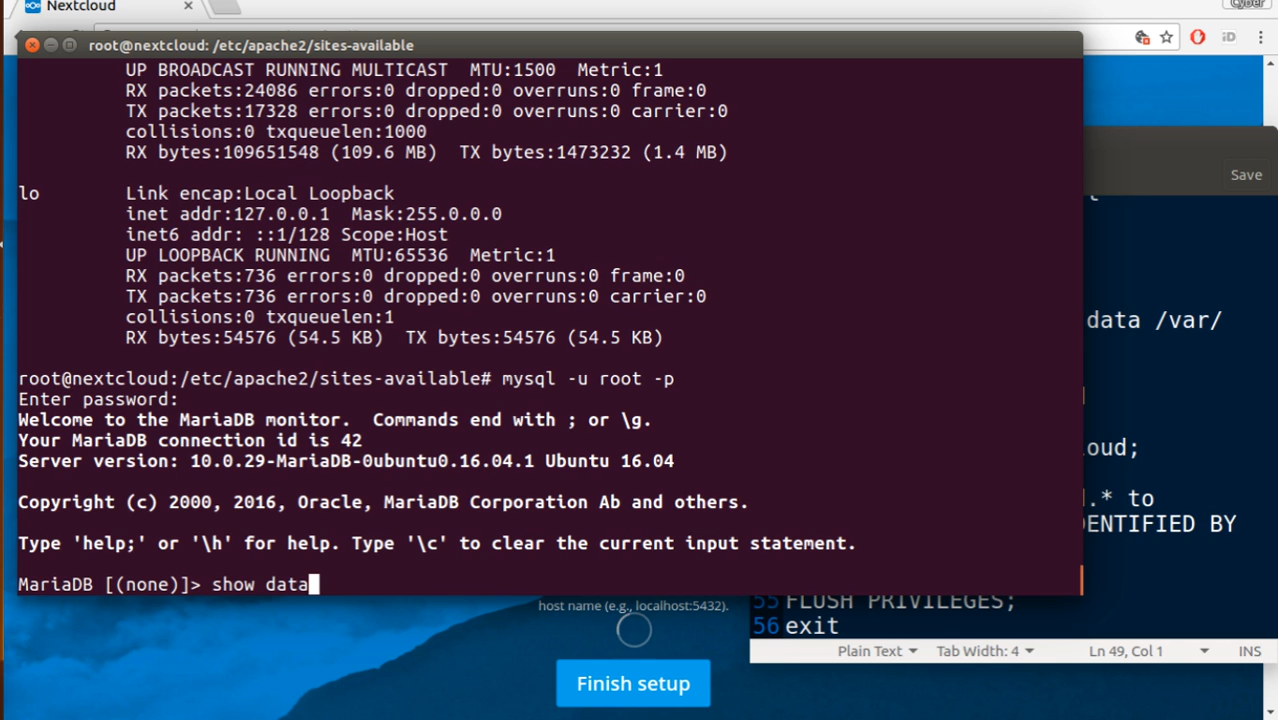 Nextcloud
Cyber
root@nextcloud: /etc/apache2/sites-available
iD
UP BROADCAST RUNNING MULTICAST  MTU:1500  Metric:1
RX packets:24086 errors:0 dropped:0 overruns:0 frame:0
TX packets:17328 errors:0 dropped:0 overruns:0 carrier:0
collisions:0 txqueuelen:1000
RX bytes:109651548 (109.6 MB)  TX bytes:1473232 (1.4 MB)
lo        Link encap:Local Loopback
inet addr:127.0.0.1  Mask:255.0.0.0
inet6 addr: ::1/128 Scope:Host
UP LOOPBACK RUNNING  MTU:65536  Metric:1
RX packets:736 errors:0 dropped:0 overruns:0 frame:0
TX packets:736 errors:0 dropped:0 overruns:0 carrier:0
collisions:0 txqueuelen:1
RX bytes:54576 (54.5 KB)  TX bytes:54576 (54.5 KB)
root@nextcloud:/etc/apache2/sites-available# mysql -u root -p
Enter password:
Welcome to the MariaDB monitor.  Commands end with ; or \g.
Your MariaDB connection id is 42
Server version: 10.0.29-MariaDB-0ubuntu0.16.04.1 Ubuntu 16.04
Copyright (c) 2000, 2016, Oracle, MariaDB Corporation Ab and others.
Type 'help;' or '\h' for help. Type '\c' to clear the current input statement.
MariaDB [(none)]> show data
Save
data /var/
oud;
.* to
ENTIFIED BY
55 FLUSH PRIVILEGES;
56 exit
Plain Text Tab Width: 4 Ln 49, Col 1 INS
host name (e.g., localhost:5432).
Finish setup